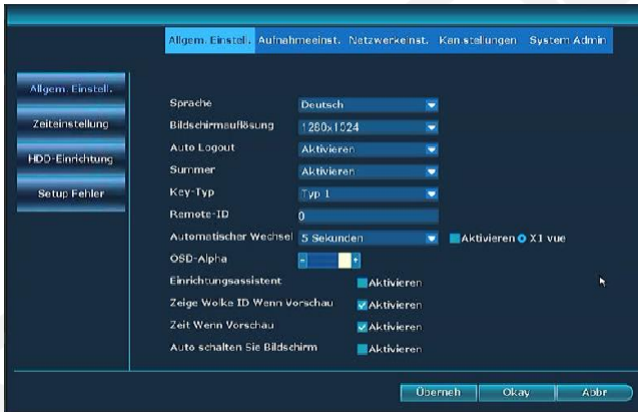 Allgem. Einstell. Aufnahmeeinst. Netzwerkeinst. Kan.stellungen System Admin
Allgem. Einstell.
Zeiteinstellung
HDD-Einrichtung
Setup Fehler
Sprache Deutsch
Bildschirmauflösung 1280x1024
Auto Logout Aktivieren
Summer Aktivieren
Key-Typ Typ 1
Remote-ID 0
Automatischer Wechsel 5 Sekunden Aktivieren X1 vue
OSD-Alpha - +
Einrichtungsassistent Aktivieren
Zeige Wolke ID Wenn Vorschau Aktivieren
Zeit Wenn Vorschau Aktivieren
Auto schalten Sie Bildschirm Aktivieren
Überneh Okay Abbr